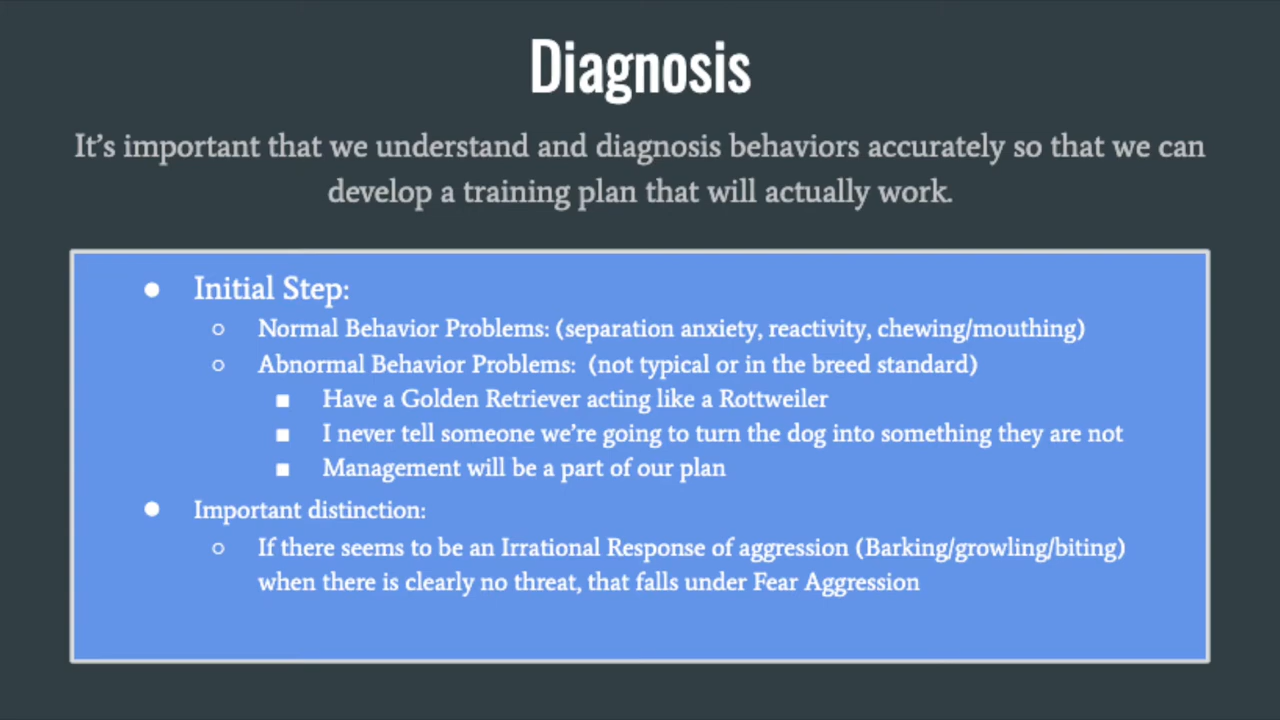 Diagnosis
It's important that we understand and diagnosis behaviors accurately so that we can
develop a training plan that will actually work.
● Initial Step:
○ Normal Behavior Problems: (separation anxiety, reactivity, chewing/mouthing)
○ Abnormal Behavior Problems: (not typical or in the breed standard)
■ Have a Golden Retriever acting like a Rottweiler
■ I never tell someone we're going to turn the dog into something they are not
■ Management will be a part of our plan
● Important distinction:
○ If there seems to be an Irrational Response of aggression (Barking/growling/biting)
when there is clearly no threat, that falls under Fear Aggression